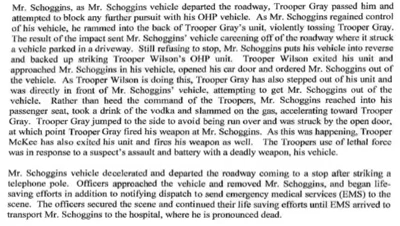 Mr. Schoggins, as Mr. Schoggins vehicle departed the roadway, Trooper Gray passed him and
attempted to block any further pursuit with his OHP vehicle. As Mr. Schoggins regained control
of his vehicle, he rammed into the back of Trooper Gray's unit, violently tossing Trooper Gray.
The result of the impact sent Mr. Schoggins' vehicle careening off of the roadway where it struck
a vehicle parked in a driveway. Still refusing to stop, Mr. Schoggins puts his vehicle into reverse
and backed up striking Trooper Wilson's OHP unit. Trooper Wilson exited his unit and
approached Mr. Schoggins in his vehicle, opened his car door and ordered Mr. Schoggins out of
the vehicle. As Trooper Wilson is doing this, Trooper Gray has also stepped out of his unit and
was directly in front of Mr. Schoggins' vehicle, attempting to get Mr. Schoggins out of the
vehicle. Rather than heed the command of the Troopers, Mr. Schoggins reached into his
passenger seat, took a drink of the vodka and slammed on the gas, accelerating toward Trooper
Gray. Trooper Gray jumped to the side to avoid being run over and was struck by the open door,
at which point Trooper Gray fired his weapon at Mr. Schoggins. As this was happening, Trooper
McKee has also exited his unit and fires his weapon as well. The Troopers use of lethal force
was in response to a suspect's assault and battery with a deadly weapon, his vehicle.
Mr. Schoggins vehicle decelerated and departed the roadway coming to a stop after striking a
telephone pole. Officers approached the vehicle and removed Mr. Schoggins, and began life-
saving efforts in addition to notifying dispatch to send emergency medical services (EMS) to the
scene. The officers secured the scene and continued their life saving efforts until EMS arrived to
transport Mr. Schoggins to the hospital, where he is pronounced dead.